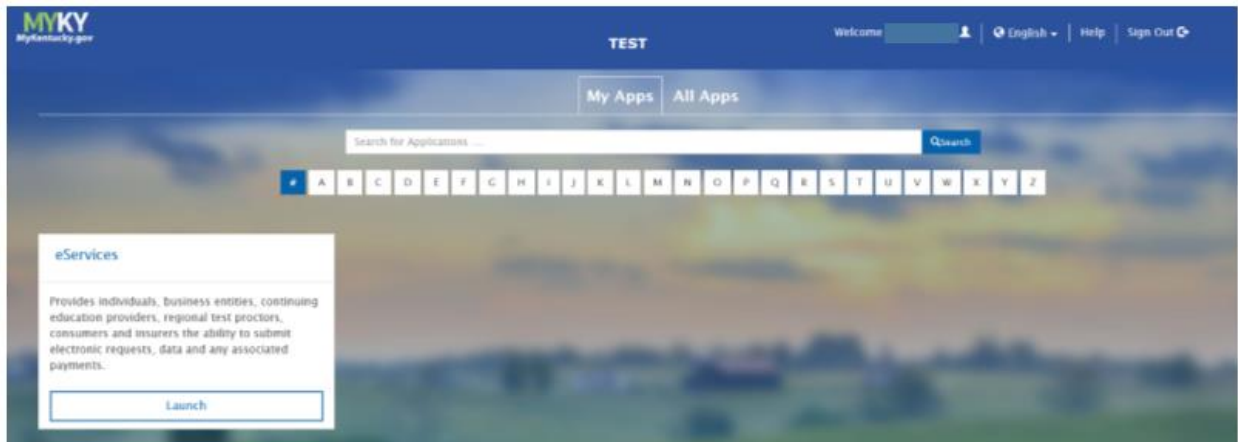 MYKY
MyKentucky.gov
TEST
Welcome
English
Help
Sign Out
My Apps
All Apps
Search for Applications ...
Search
# A B C D E F G H I J K L M N O P Q R S T U V W X Y Z
eServices
Provides individuals, business entities, continuing
education providers, regional test proctors,
consumers and insurers the ability to submit
electronic requests, data and any associated
payments.
Launch